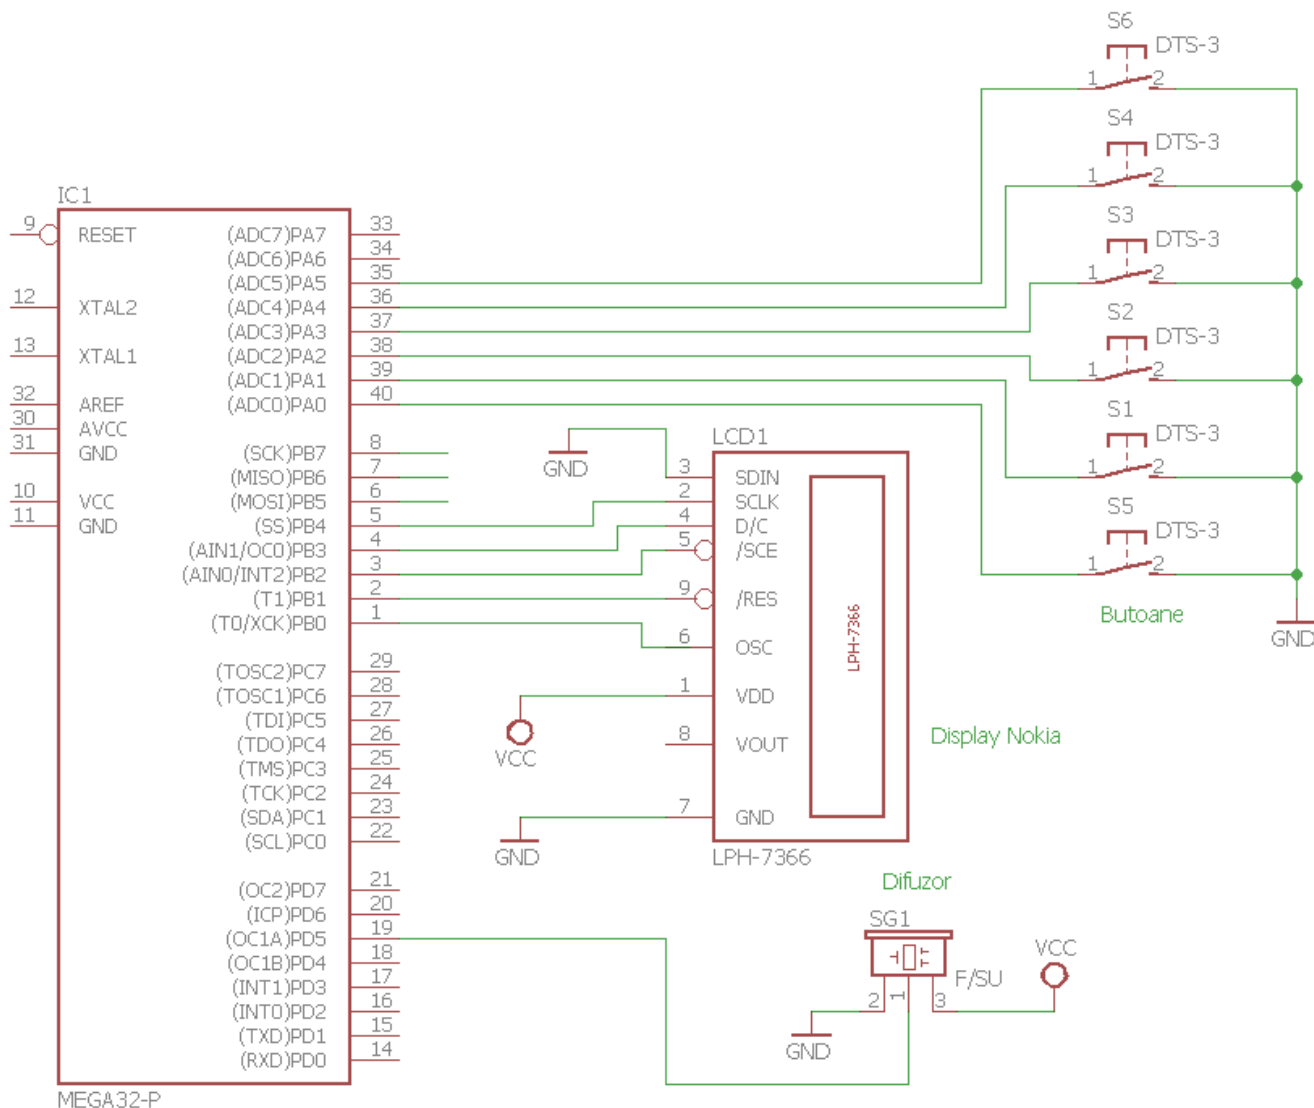 S6
DTS-3
1 2
S4
DTS-3
1 2
S3
DTS-3
1 2
S2
DTS-3
1 2
S1
DTS-3
1 2
S5
DTS-3
1 2
Butoane
GND
IC1
9 RESET
12 XTAL2
13 XTAL1
32 AREF
30 AVCC
31 GND
10 VCC
11 GND
(ADC7)PA7 33
(ADC6)PA6 34
(ADC5)PA5 35
(ADC4)PA4 36
(ADC3)PA3 37
(ADC2)PA2 38
(ADC1)PA1 39
(ADC0)PA0 40
(SCK)PB7 8
(MISO)PB6 7
(MOSI)PB5 6
(SS)PB4 5
(AIN1/OC0)PB3 4
(AIN0/INT2)PB2 3
(T1)PB1 2
(T0/XCK)PB0 1
(TOSC2)PC7 29
(TOSC1)PC6 28
(TDI)PC5 27
(TDO)PC4 26
(TMS)PC3 25
(TCK)PC2 24
(SDA)PC1 23
(SCL)PC0 22
(OC2)PD7 21
(ICP)PD6 20
(OC1A)PD5 19
(OC1B)PD4 18
(INT1)PD3 17
(INT0)PD2 16
(TXD)PD1 15
(RXD)PD0 14
MEGA32-P
LCD1
GND
3 SDIN
2 SCLK
4 D/C
5 /SCE
9 /RES
6 OSC
1 VDD
8 VOUT
7 GND
VCC
GND
LPH-7366
LPH-7366
Display Nokia
Difuzor
SG1
F/SU
2 1 3
GND
VCC